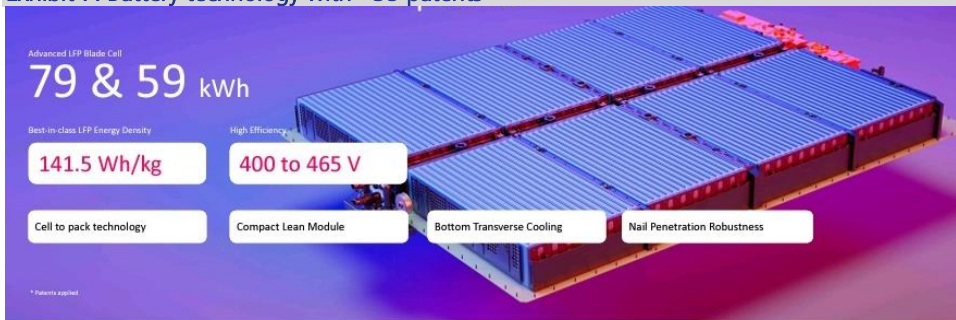 Advanced LFP Blade Cell
79 & 59 kWh
Best-in-class LFP Energy Density
High Efficiency
141.5 Wh/kg
400 to 465 V
Cell to pack technology
Compact Lean Module
Bottom Transverse Cooling
Nail Penetration Robustness
* Patents applied